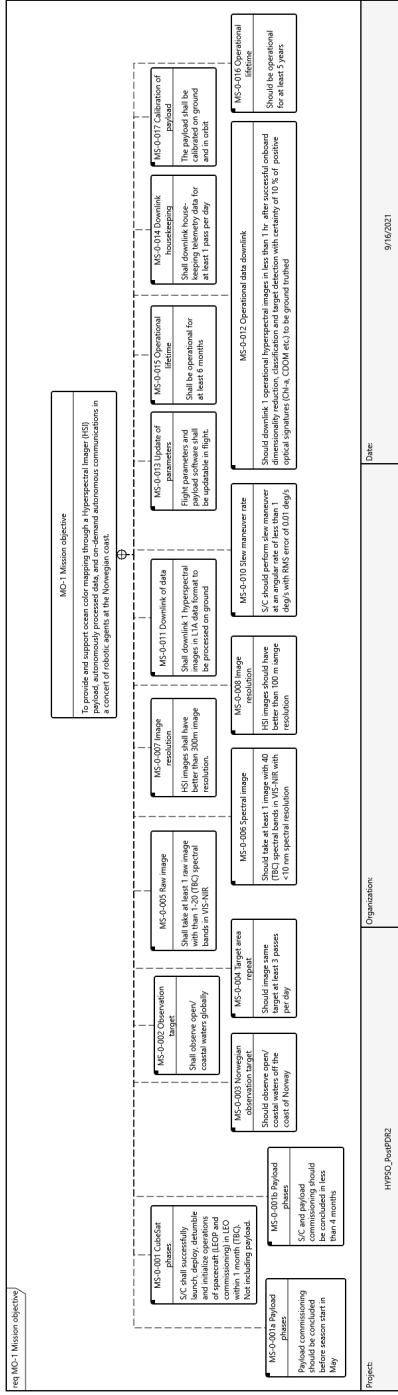 req MO-1 Mission objective
MO-1 Mission objective
To provide and support ocean color mapping through a Hyperspectral Imager (HSI)
payload, autonomously processed data, and on-demand autonomous communications in
a concert of robotic agents at the Norwegian coast.
MS-0-001 CubeSat
phases
S/C shall successfully
launch, deploy, detumble
and initialize operations
of spacecraft (LEOP and
commissioning) in LEO
within 1 month (TBC).
Not including payload.
MS-0-002 Observation
target
Shall observe open/
coastal waters globally
MS-0-005 Raw image
Shall take at least 1 raw image
with than 1-20 (TBC) spectral
bands in VIS-NIR
MS-0-007 Image
resolution
HSI images shall have
better than 300m image
resolution.
MS-0-011 Downlink of data
Shall downlink 1 hyperspectral
images in L1A data format to
be processed on ground
MS-0-013 Update of
parameters
Flight parameters and
payload software shall
be updatable in flight.
MS-0-015 Operational
lifetime
Shall be operational for
at least 6 months
MS-0-014 Downlink
housekeeping
Shall downlink house-
keeping telemetry data for
at least 1 pass per day
MS-0-017 Calibration of
payload
The payload shall be
calibrated on ground
and in orbit
MS-0-001a Payload
phases
Payload commissioning
should be concluded
before season start in
May
MS-0-001b Payload
phases
S/C and payload
commissioning should
be concluded in less
than 4 months
MS-0-003 Norwegian
observation target
Should observe open/
coastal waters off the
coast of Norway
MS-0-004 Target area
repeat
Should image same
target at least 3 passes
per day
MS-0-006 Spectral image
Should take at least 1 image with 40
(TBC) spectral bands in VIS-NIR with
<10 nm spectral resolution
MS-0-008 Image
resolution
HSI images should have
better than 100 m iamge
resolution
MS-0-010 Slew maneuver rate
S/C should perform slew maneuver
at an angular rate of less than 1
deg/s with RMS error of 0.01 deg/s
MS-0-012 Operational data downlink
Should downlink 1 operational hyperspectral images in less than 1 hr after successful onboard
dimensionality reduction, classification and target detection with certainty of 10 % of positive
optical signatures (Chl-a, CDOM etc.) to be ground truthed
MS-0-016 Operational
lifetime
Should be operational
for at least 5 years
Project:
HYPSO_PostPDR2
Organization:
Date:
9/16/2021